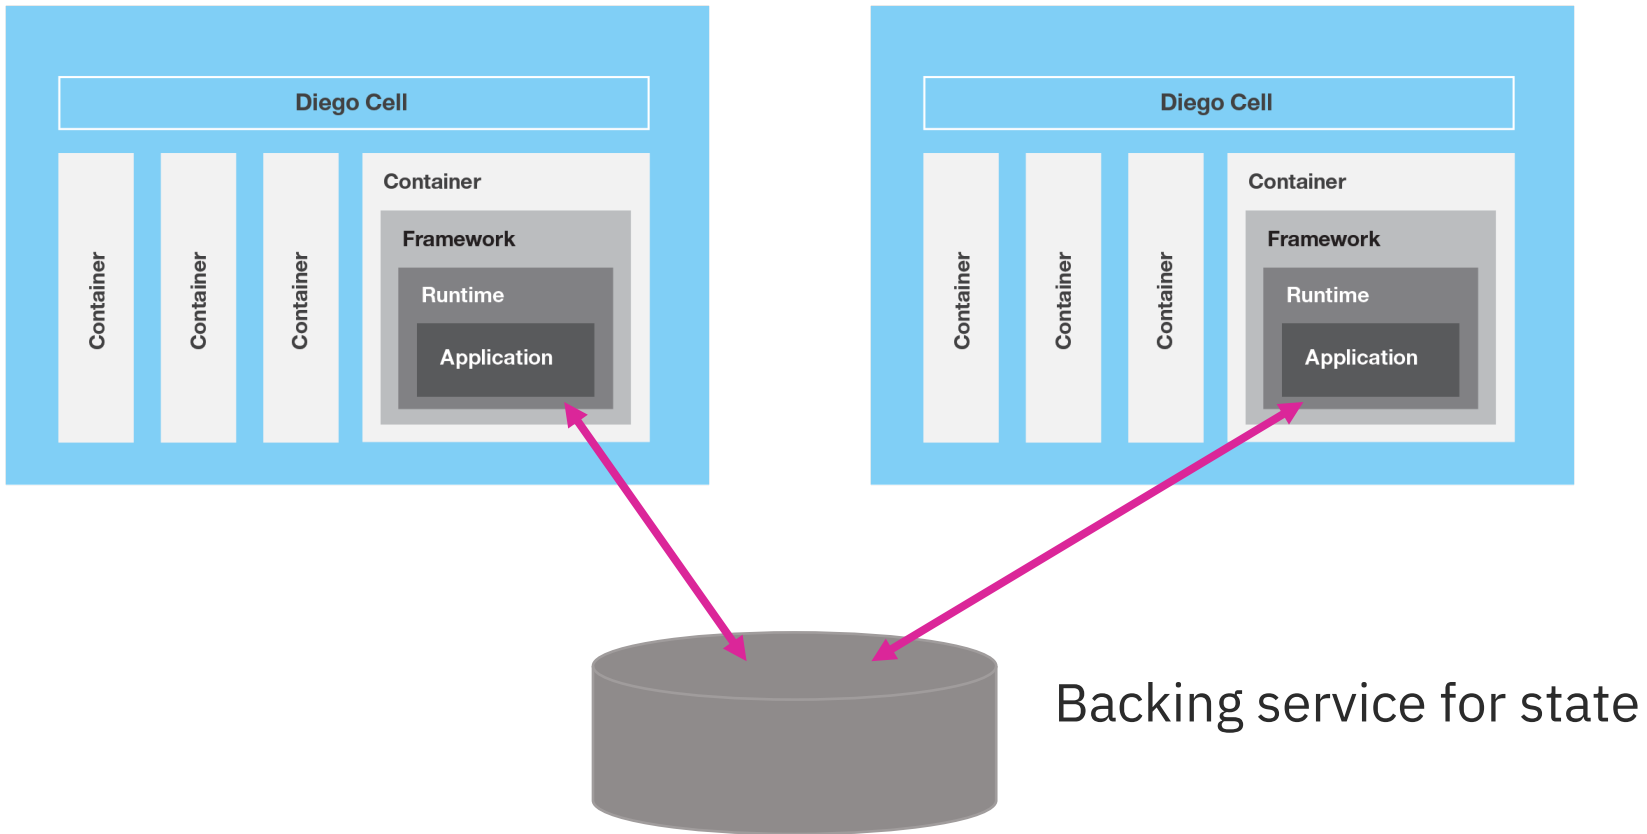 Diego Cell
Container
Container
Container
Container
Framework
Runtime
Application
Diego Cell
Container
Container
Container
Container
Framework
Runtime
Application
Backing service for state